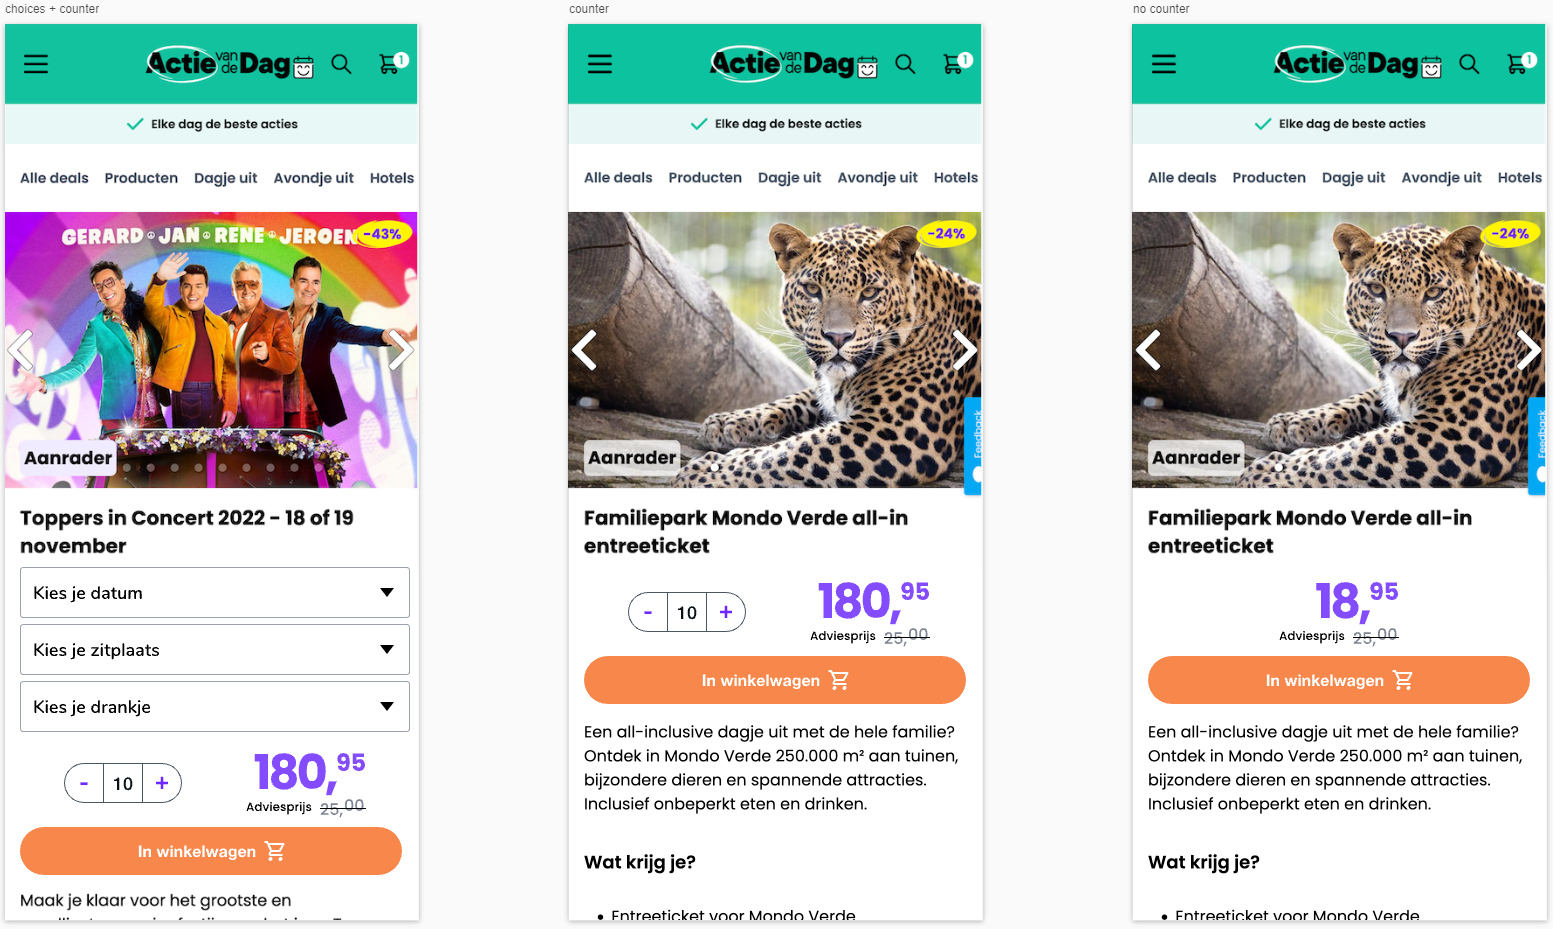 choices + counter
Actie van de Dag
1
Elke dag de beste acties
Alle deals Producten Dagje uit Avondje uit Hotels
GERARD JAN RENE JEROEN
-43%
Aanrader
Toppers in Concert 2022 - 18 of 19
november
Kies je datum
Kies je zitplaats
Kies je drankje
- 10 +
180,95
Adviesprijs 25,00
In winkelwagen
Maak je klaar voor het grootste en
counter
Actie van de Dag
1
Elke dag de beste acties
Alle deals Producten Dagje uit Avondje uit Hotels
-24%
Feedback
Aanrader
Familiepark Mondo Verde all-in
entreeticket
- 10 +
180,95
Adviesprijs 25,00
In winkelwagen
Een all-inclusive dagje uit met de hele familie?
Ontdek in Mondo Verde 250.000 m² aan tuinen,
bijzondere dieren en spannende attracties.
Inclusief onbeperkt eten en drinken.
Wat krijg je?
• Entreeticket voor Mondo Verde
no counter
Actie van de Dag
1
Elke dag de beste acties
Alle deals Producten Dagje uit Avondje uit Hotels
-24%
Feedback
Aanrader
Familiepark Mondo Verde all-in
entreeticket
18,95
Adviesprijs 25,00
In winkelwagen
Een all-inclusive dagje uit met de hele familie?
Ontdek in Mondo Verde 250.000 m² aan tuinen,
bijzondere dieren en spannende attracties.
Inclusief onbeperkt eten en drinken.
Wat krijg je?
• Entreeticket voor Mondo Verde